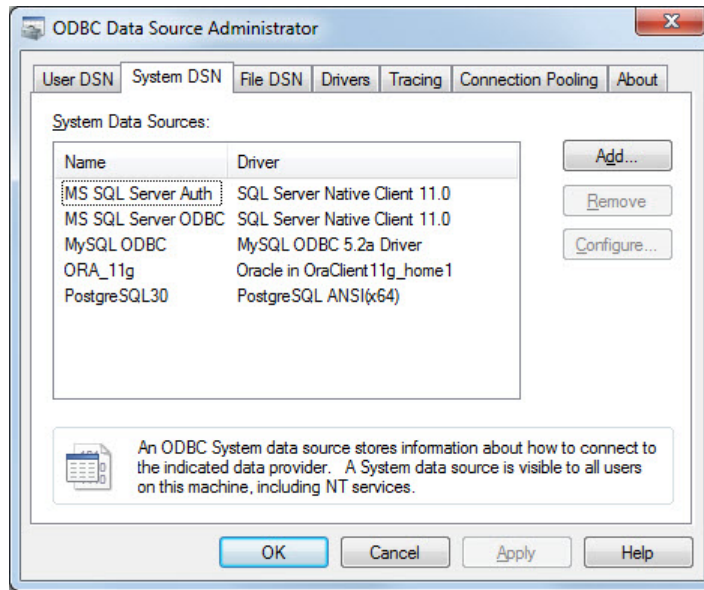 ODBC Data Source Administrator
User DSN System DSN File DSN Drivers Tracing Connection Pooling About
System Data Sources:
Name Driver
MS SQL Server Auth SQL Server Native Client 11.0
MS SQL Server ODBC SQL Server Native Client 11.0
MySQL ODBC MySQL ODBC 5.2a Driver
ORA_11g Oracle in OraClient11g_home1
PostgreSQL30 PostgreSQL ANSI(x64)
Add...
Remove
Configure...
An ODBC System data source stores information about how to connect to
the indicated data provider. A System data source is visible to all users
on this machine, including NT services.
OK Cancel Apply Help